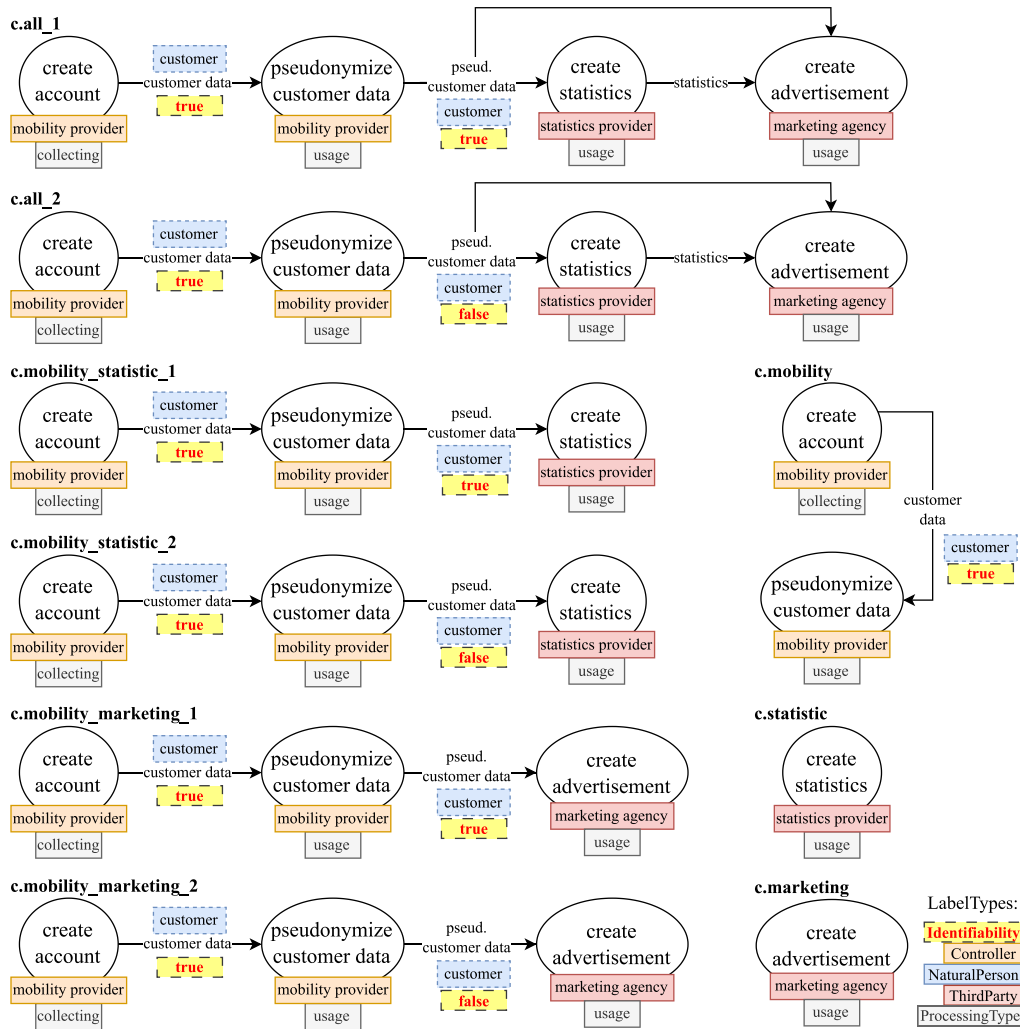 c.all_1
create
account
mobility provider
collecting
customer
customer data
true
pseudonymize
customer data
mobility provider
usage
pseud.
customer data
customer
true
create
statistics
statistics provider
usage
statistics
create
advertisement
marketing agency
usage
c.all_2
create
account
mobility provider
collecting
customer
customer data
true
pseudonymize
customer data
mobility provider
usage
pseud.
customer data
customer
false
create
statistics
statistics provider
usage
statistics
create
advertisement
marketing agency
usage
c.mobility_statistic_1
create
account
mobility provider
collecting
customer
customer data
true
pseudonymize
customer data
mobility provider
usage
pseud.
customer data
customer
true
create
statistics
statistics provider
usage
c.mobility
create
account
mobility provider
collecting
customer
data
customer
true
pseudonymize
customer data
mobility provider
usage
c.mobility_statistic_2
create
account
mobility provider
collecting
customer
customer data
true
pseudonymize
customer data
mobility provider
usage
pseud.
customer data
customer
false
create
statistics
statistics provider
usage
c.mobility_marketing_1
create
account
mobility provider
collecting
customer
customer data
true
pseudonymize
customer data
mobility provider
usage
pseud.
customer data
customer
true
create
advertisement
marketing agency
usage
c.statistic
create
statistics
statistics provider
usage
c.mobility_marketing_2
create
account
mobility provider
collecting
customer
customer data
true
pseudonymize
customer data
mobility provider
usage
pseud.
customer data
customer
false
create
advertisement
marketing agency
usage
c.marketing
create
advertisement
marketing agency
usage
LabelTypes:
Identifiability
Controller
NaturalPerson
ThirdParty
ProcessingType